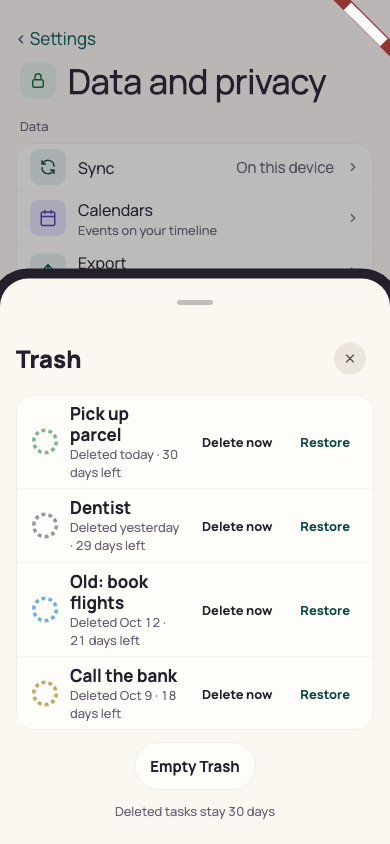 Settings
Data and privacy
Data
Sync On this device
Calendars
Events on your timeline
Export
Trash
Pick up
parcel
Deleted today · 30
days left
Delete now Restore
Dentist
Deleted yesterday
· 29 days left
Delete now Restore
Old: book
flights
Deleted Oct 12 ·
21 days left
Delete now Restore
Call the bank
Deleted Oct 9 · 18
days left
Delete now Restore
Empty Trash
Deleted tasks stay 30 days